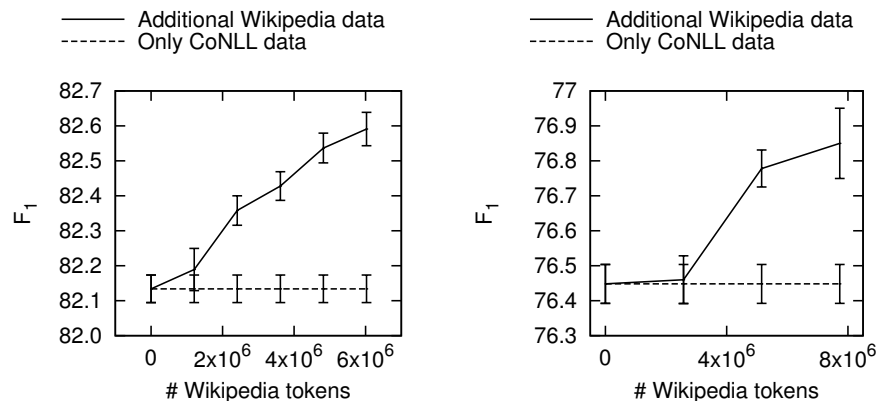 Additional Wikipedia data
Only CoNLL data
82.7
82.6
82.5
82.4
82.3
82.2
82.1
82.0
F1
0 2x10^6 4x10^6 6x10^6
# Wikipedia tokens
Additional Wikipedia data
Only CoNLL data
77
76.9
76.8
76.7
76.6
76.5
76.4
76.3
F1
0 4x10^6 8x10^6
# Wikipedia tokens